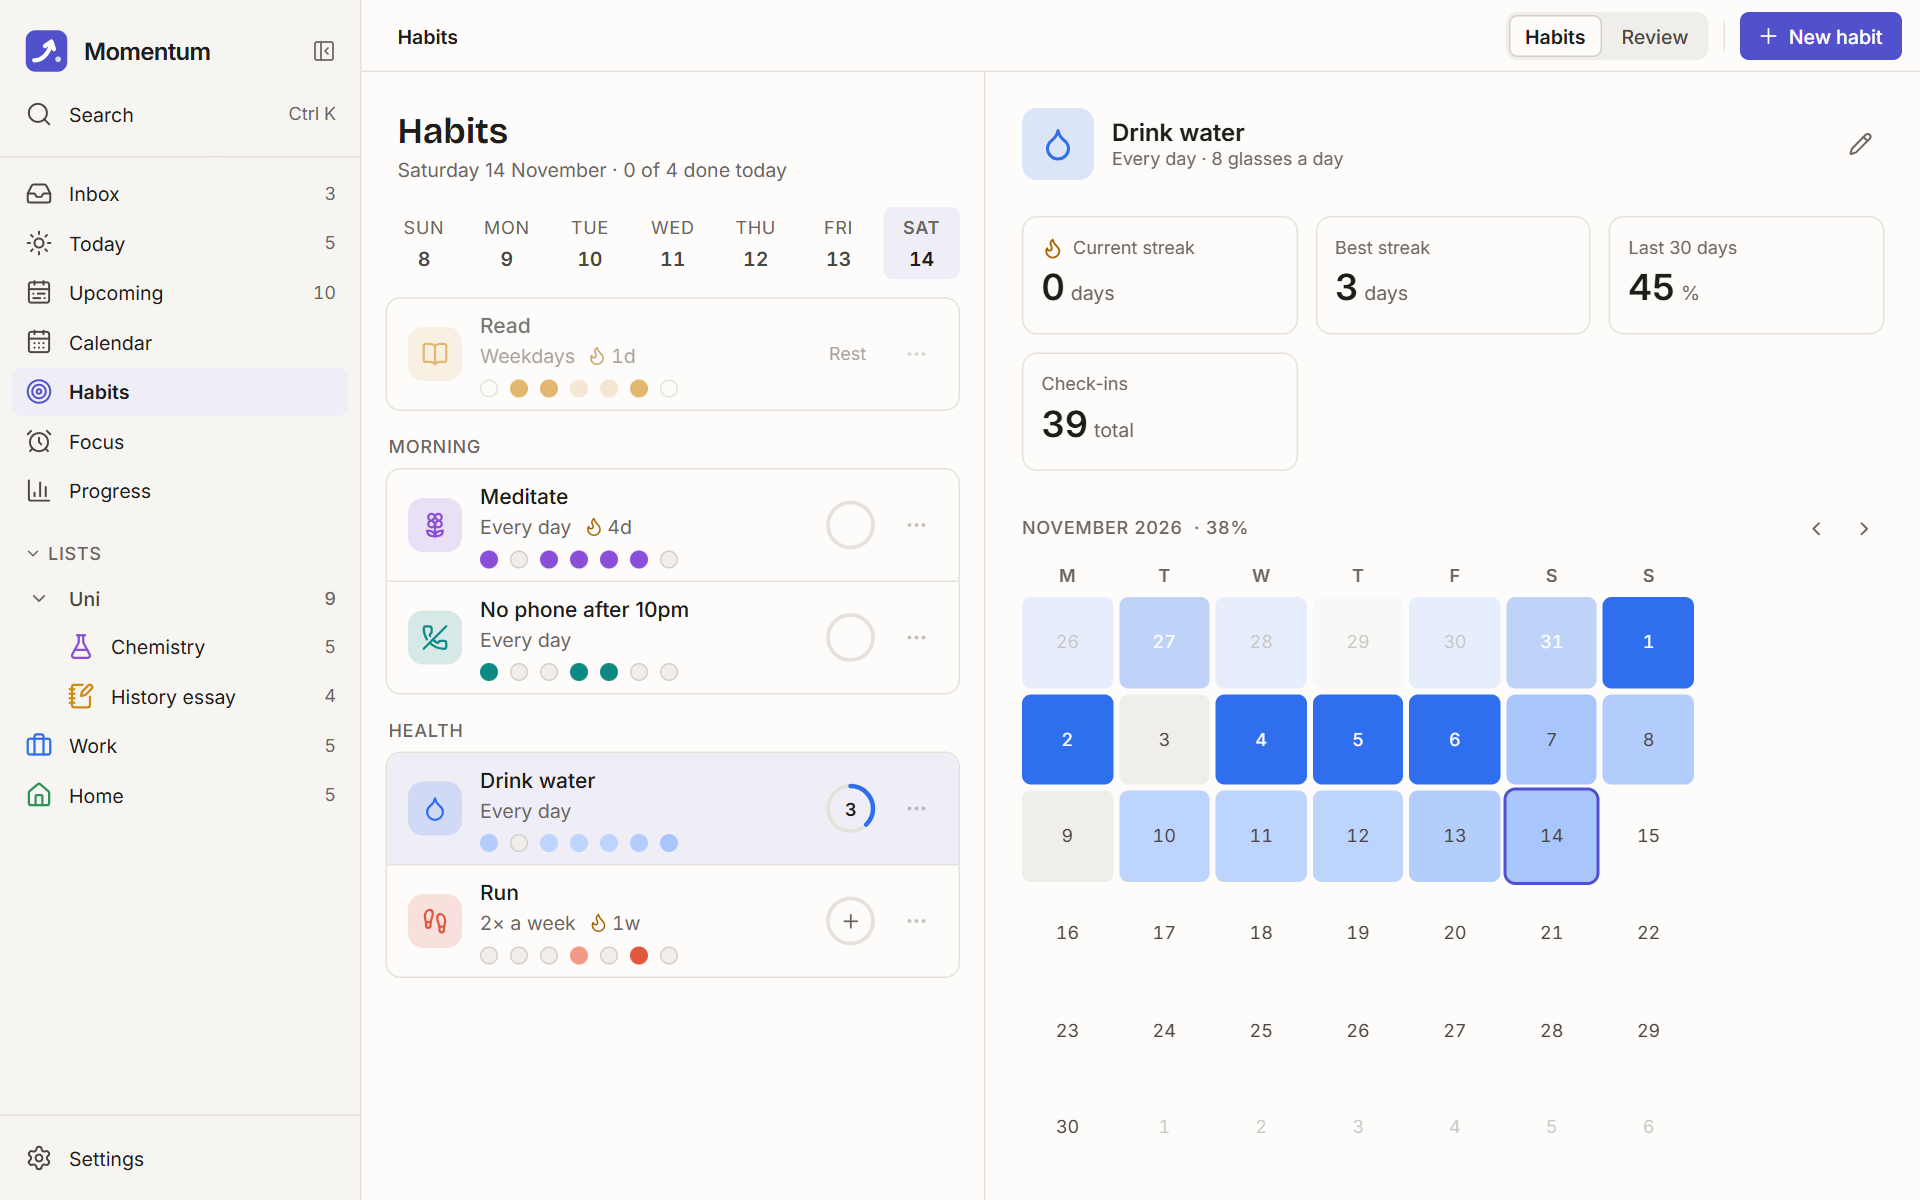 Momentum
Search Ctrl K
Inbox 3
Today 5
Upcoming 10
Calendar
Habits
Focus
Progress
LISTS
Uni 9
Chemistry 5
History essay 4
Work 5
Home 5
Settings
Habits
Habits Review
New habit
Habits
Saturday 14 November · 0 of 4 done today
SUN MON TUE WED THU FRI SAT
8 9 10 11 12 13 14
Read
Weekdays 1d
Rest
MORNING
Meditate
Every day 4d
No phone after 10pm
Every day
HEALTH
Drink water
Every day
3
Run
2× a week 1w
Drink water
Every day · 8 glasses a day
Current streak
0 days
Best streak
3 days
Last 30 days
45 %
Check-ins
39 total
NOVEMBER 2026 · 38%
M T W T F S S
26 27 28 29 30 31 1
2 3 4 5 6 7 8
9 10 11 12 13 14 15
16 17 18 19 20 21 22
23 24 25 26 27 28 29
30 1 2 3 4 5 6